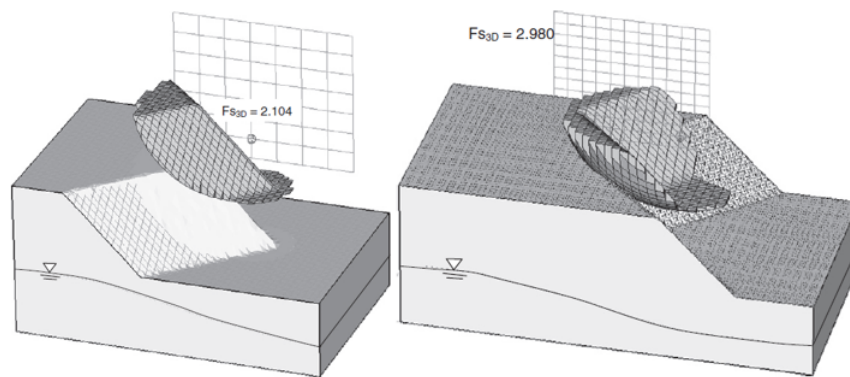 Fs3D = 2.104
Fs3D = 2.980